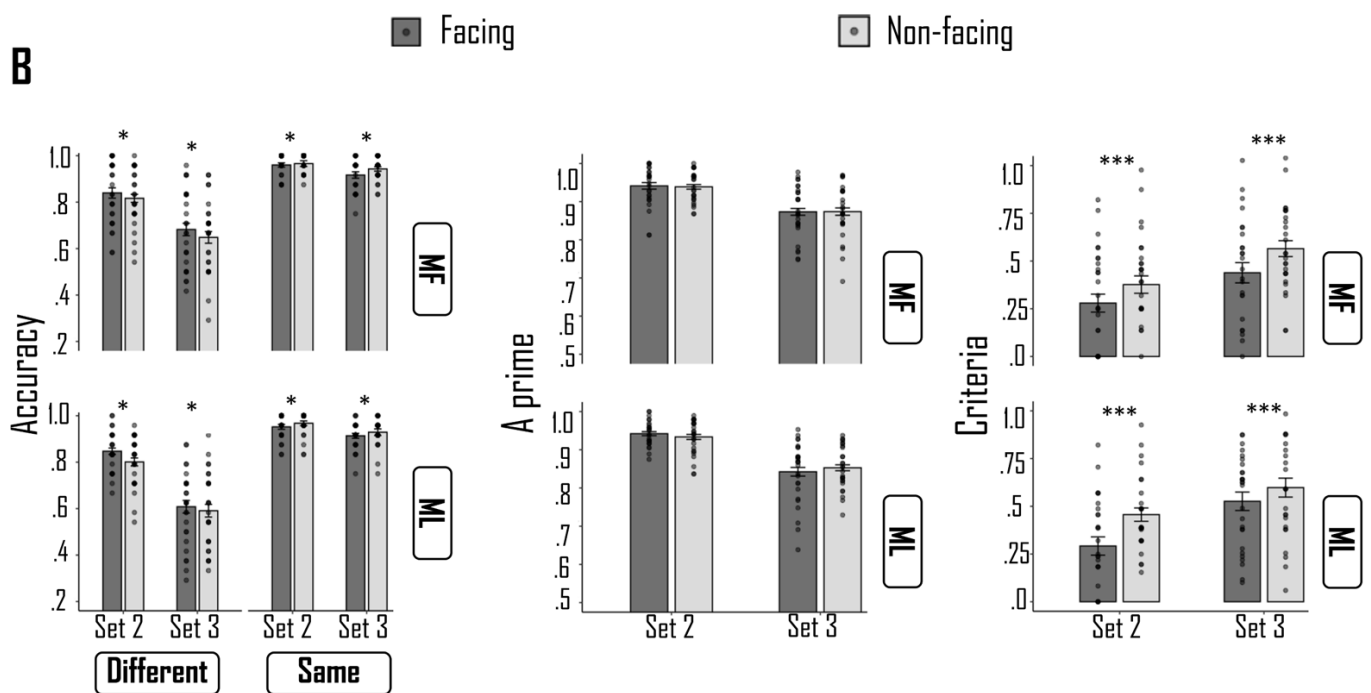 Facing
Non-facing
B
Accuracy
* * * *
1.0
.8
.6
.4
.2
MF
* * * *
1.0
.8
.6
.4
.2
ML
Set 2 Set 3 Set 2 Set 3
Different Same
A prime
1.0
.9
.8
.7
.6
.5
MF
1.0
.9
.8
.7
.6
.5
ML
Set 2 Set 3
Criteria
*** ***
1.0
.75
.5
.25
.0
MF
*** ***
1.0
.75
.5
.25
.0
ML
Set 2 Set 3